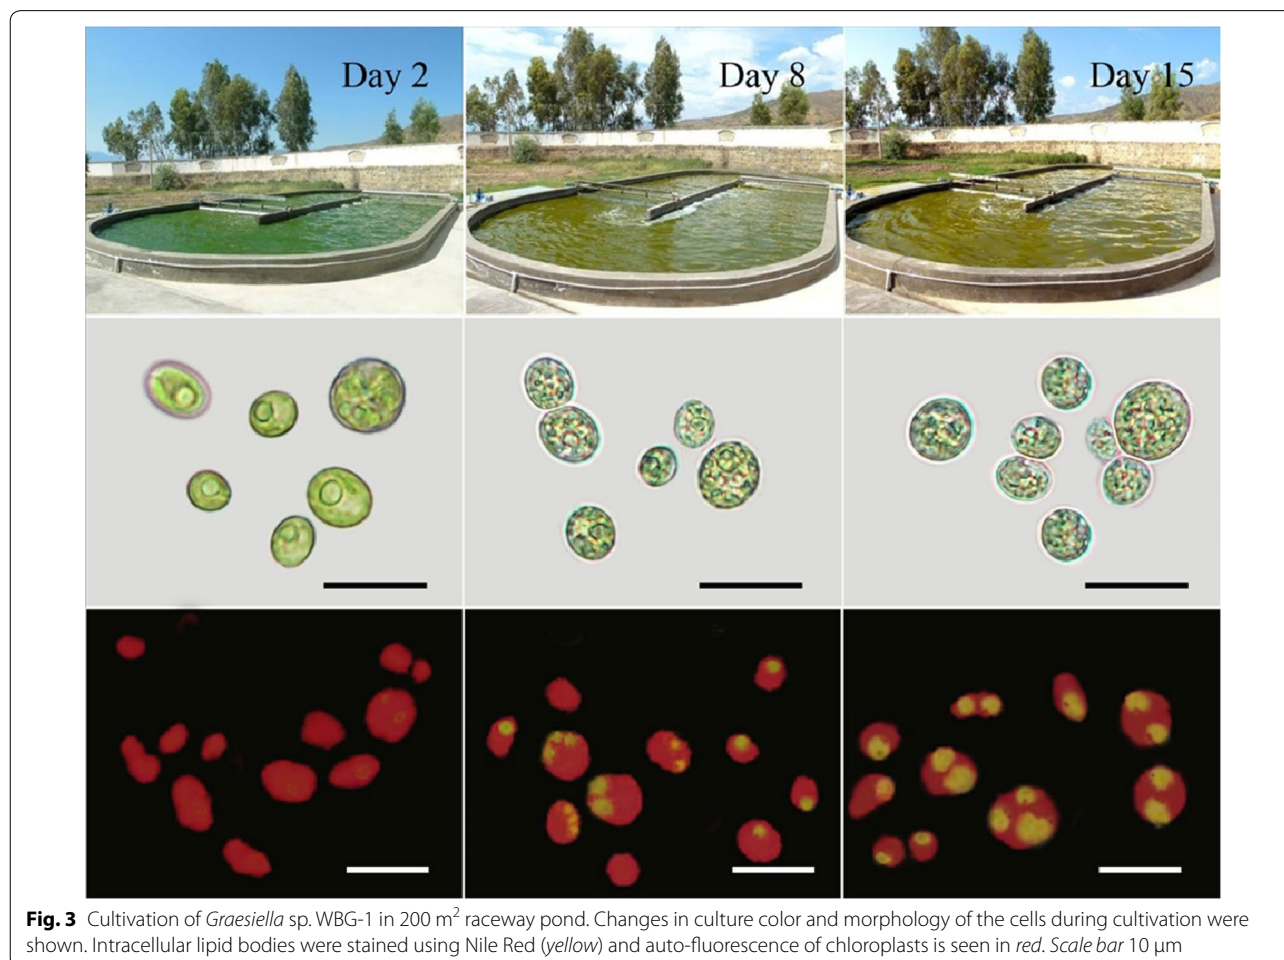 Day 2
Day 8
Day 15
Fig. 3 Cultivation of Graesiella sp. WBG-1 in 200 m² raceway pond. Changes in culture color and morphology of the cells during cultivation were
shown. Intracellular lipid bodies were stained using Nile Red (yellow) and auto-fluorescence of chloroplasts is seen in red. Scale bar 10 µm